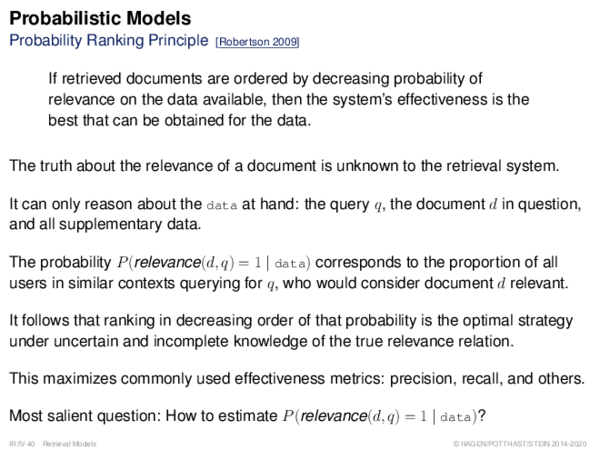 Probabilistic Models
Probability Ranking Principle [Robertson 2009]
If retrieved documents are ordered by decreasing probability of
relevance on the data available, then the system's effectiveness is the
best that can be obtained for the data.
The truth about the relevance of a document is unknown to the retrieval system.
It can only reason about the data at hand: the query q, the document d in question,
and all supplementary data.
The probability P(relevance(d, q) = 1 | data) corresponds to the proportion of all
users in similar contexts querying for q, who would consider document d relevant.
It follows that ranking in decreasing order of that probability is the optimal strategy
under uncertain and incomplete knowledge of the true relevance relation.
This maximizes commonly used effectiveness metrics: precision, recall, and others.
Most salient question: How to estimate P(relevance(d, q) = 1 | data)?
IR:IV-40 Retrieval Models © HAGEN/POTTHAST/STEIN 2014-2020